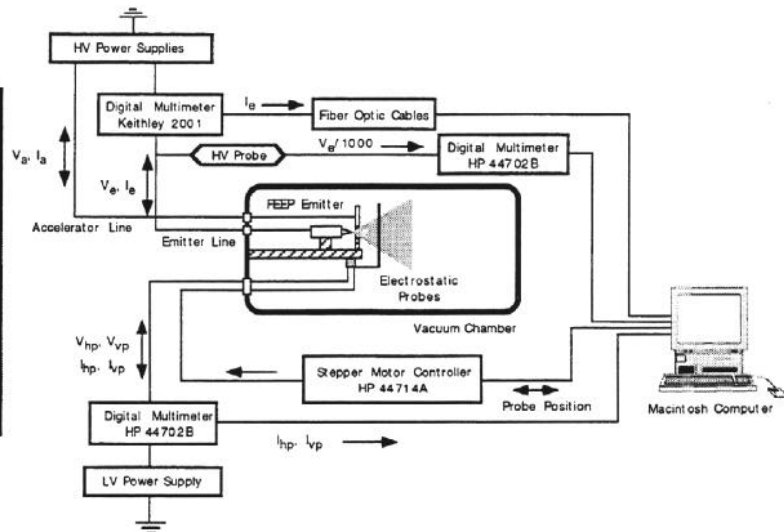 HV Power Supplies
Digital Multimeter
Keithley 2001
Ie
Fiber Optic Cables
Va, Ia
HV Probe
Ve/1000
Digital Multimeter
HP 44702B
Ve, Ie
FEEP Emitter
Accelerator Line
Emitter Line
Electrostatic
Probes
Vacuum Chamber
Vhp, Vvp
Ihp, Ivp
Stepper Motor Controller
HP 44714A
Probe Position
Macintosh Computer
Digital Multimeter
HP 44702B
Ihp, Ivp
LV Power Supply